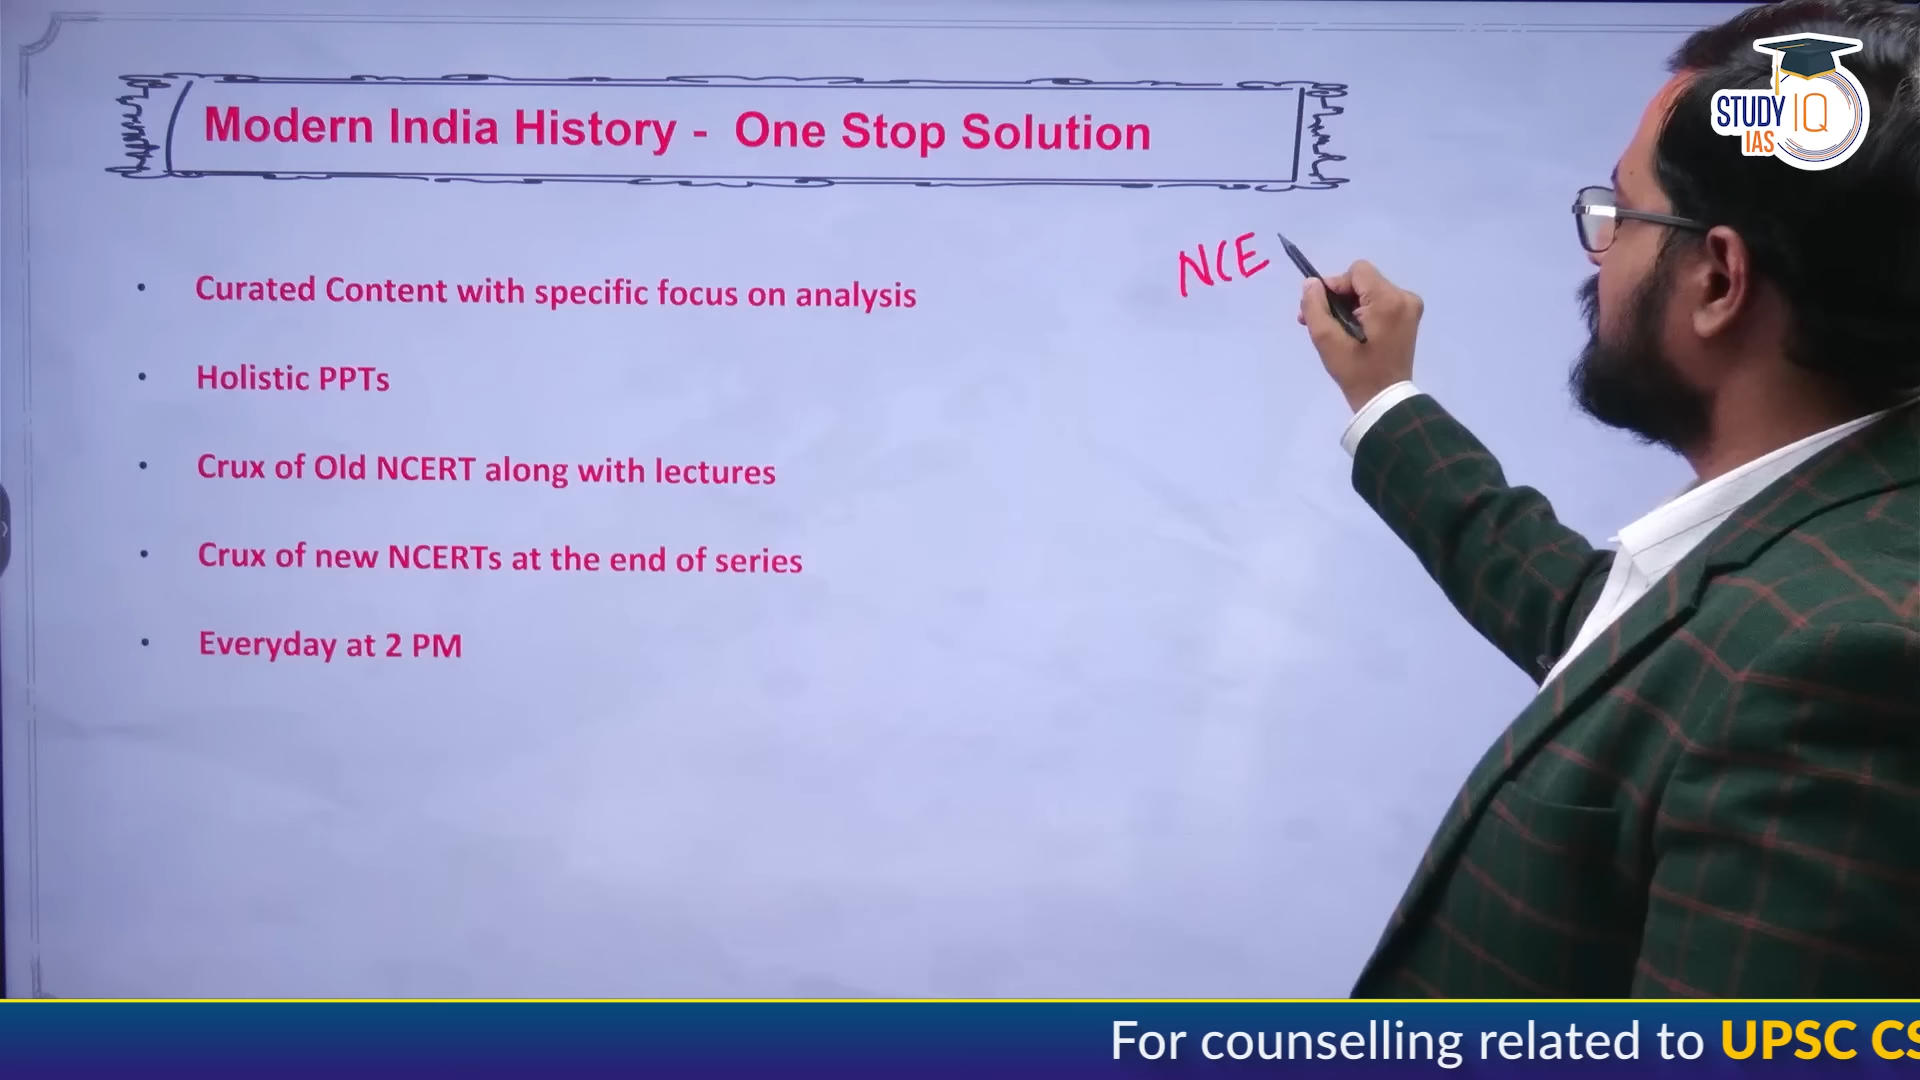 Modern India History - One Stop Solution
STUDY IQ
IAS
NCE
• Curated Content with specific focus on analysis
• Holistic PPTs
• Crux of Old NCERT along with lectures
• Crux of new NCERTs at the end of series
• Everyday at 2 PM
For counselling related to UPSC CS